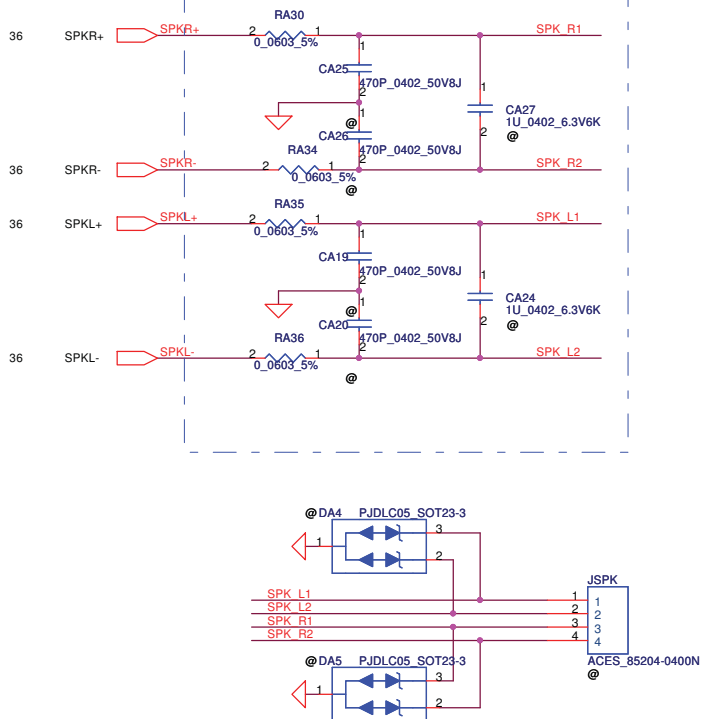 RA30
36 SPKR+ SPKR+ 2 1 SPK_R1
0_0603_5%
1
CA25
470P_0402_50V8J
2
1
1
@
CA27
1U_0402_6.3V6K
CA26
2
@
470P_0402_50V8J
RA34
2
36 SPKR- SPKR- 2 1 SPK_R2
0_0603_5%
@
RA35
36 SPKL+ SPKL+ 2 1 SPK_L1
0_0603_5%
1
CA19
470P_0402_50V8J
2
1
1
@
CA24
1U_0402_6.3V6K
CA20
2
@
470P_0402_50V8J
RA36
2
36 SPKL- SPKL- 2 1 SPK_L2
0_0603_5%
@
@ DA4 PJDLC05_SOT23-3
3
1
2
JSPK
SPK_L1 1 1
SPK_L2 2 2
SPK_R1 3 3
SPK_R2 4 4
@ DA5 PJDLC05_SOT23-3
ACES_85204-0400N
@
3
1
2